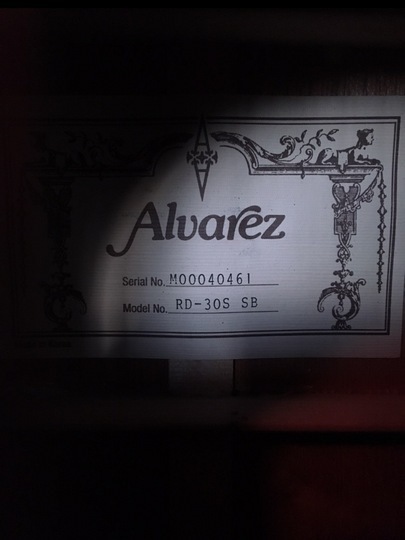 Alvarez
Serial No. M00040461
Model No. RD-30S SB